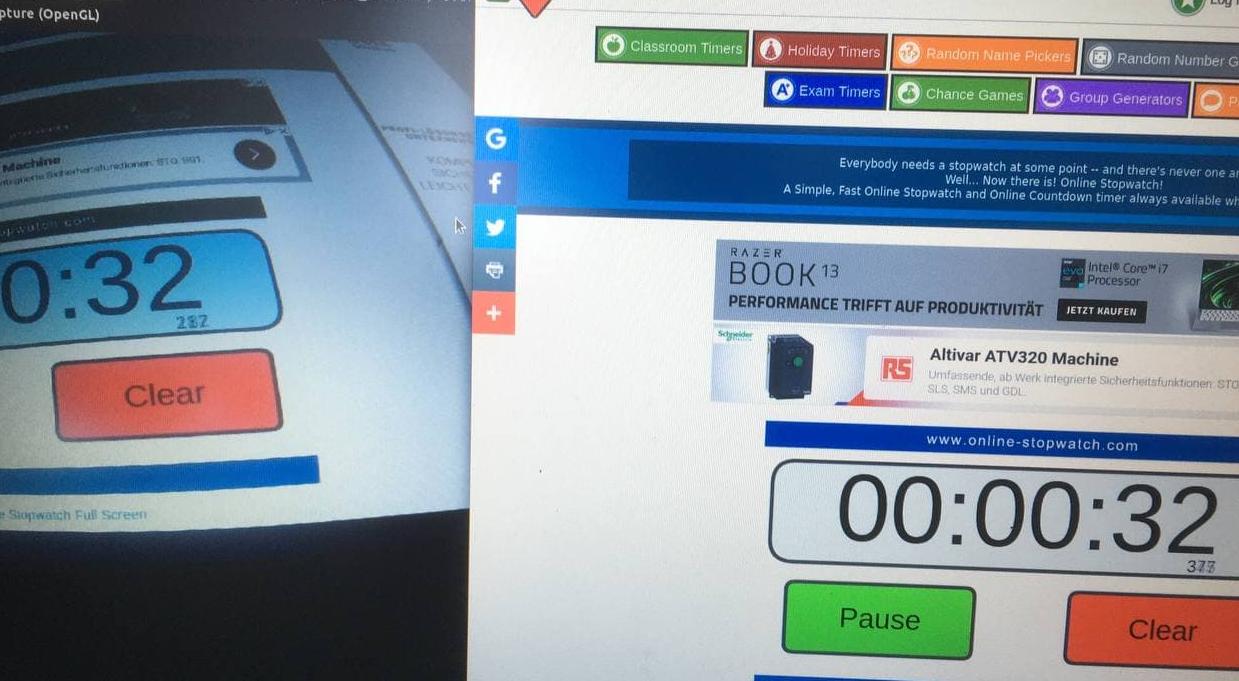 pture (OpenGL)
Machine
watch.com
0:32
Clear
e Stopwatch Full Screen
Classroom Timers
Holiday Timers
Random Name Pickers
Random Number G
Exam Timers
Chance Games
Group Generators
P
Everybody needs a stopwatch at some point -- and there's never one ar
Well... Now there is! Online Stopwatch!
A Simple, Fast Online Stopwatch and Online Countdown timer always available wh
RAZER
BOOK 13
PERFORMANCE TRIFFT AUF PRODUKTIVITÄT
evo
Intel® Core™ i7
Processor
JETZT KAUFEN
Schneider
RS
Altivar ATV320 Machine
Umfassende, ab Werk integrierte Sicherheitsfunktionen: STO
SLS, SMS und GDL.
www.online-stopwatch.com
00:00:32
Pause
Clear